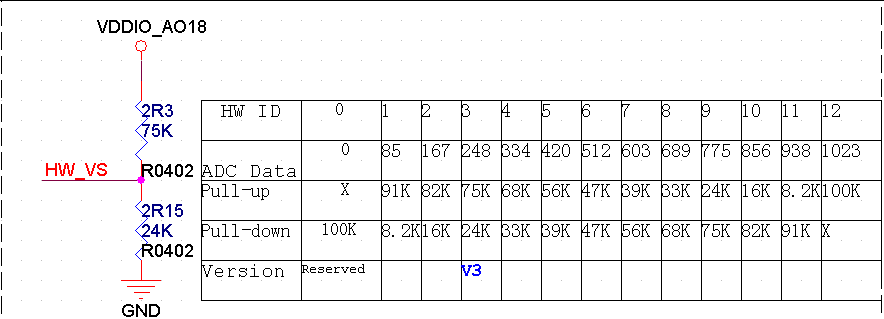 VDDIO_AO18
2R3
75K
R0402
HW_VS
2R15
24K
R0402
GND
HW ID 0 1 2 3 4 5 6 7 8 9 10 11 12
ADC Data 0 85 167 248 334 420 512 603 689 775 856 938 1023
Pull-up X 91K 82K 75K 68K 56K 47K 39K 33K 24K 16K 8.2K 100K
Pull-down 100K 8.2K 16K 24K 33K 39K 47K 56K 68K 75K 82K 91K X
Version Reserved V3